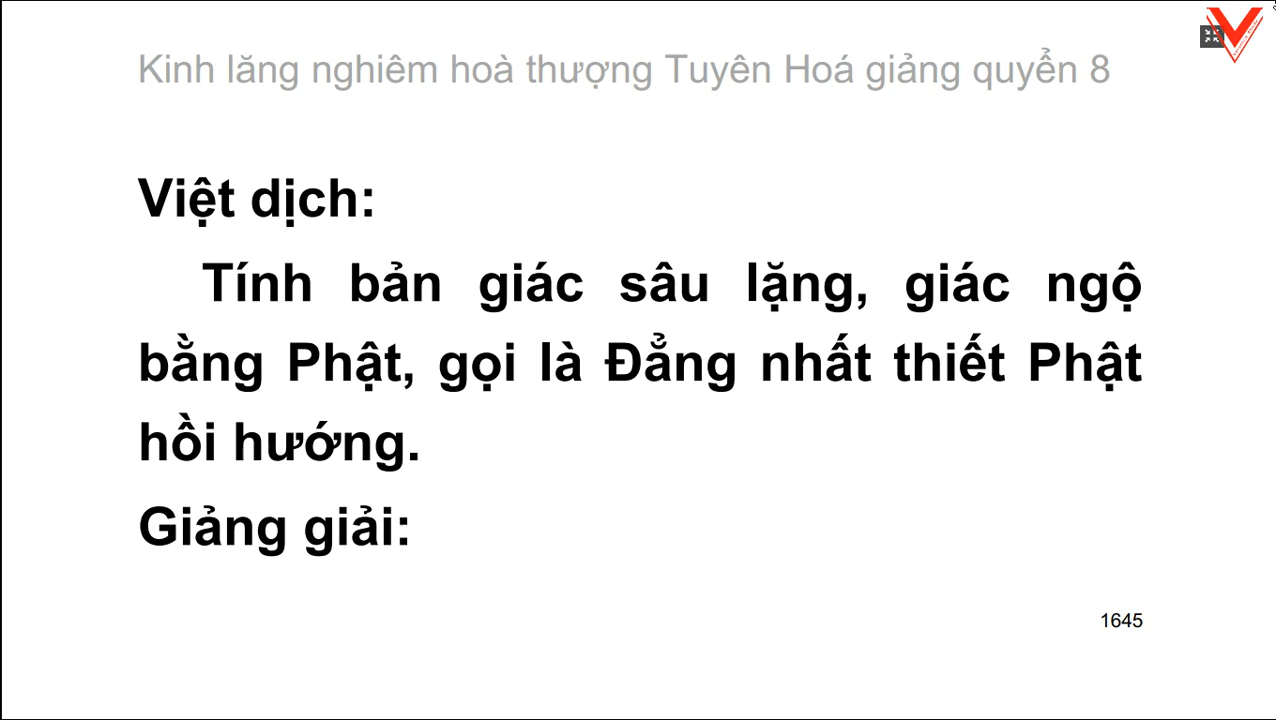 Kinh lăng nghiêm hoà thượng Tuyên Hoá giảng quyển 8
Việt dịch:
Tính bản giác sâu lặng, giác ngộ
bằng Phật, gọi là Đẳng nhất thiết Phật
hồi hướng.
Giảng giải:
1645